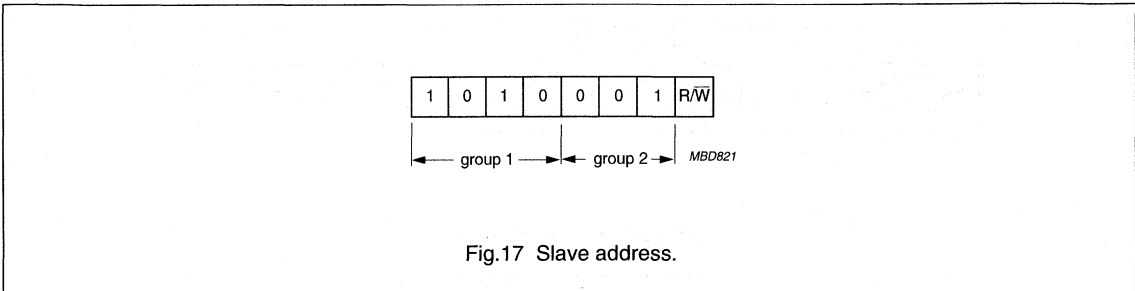 1 0 1 0 0 0 1 R/W̅
group 1 group 2 MBD821
Fig.17 Slave address.